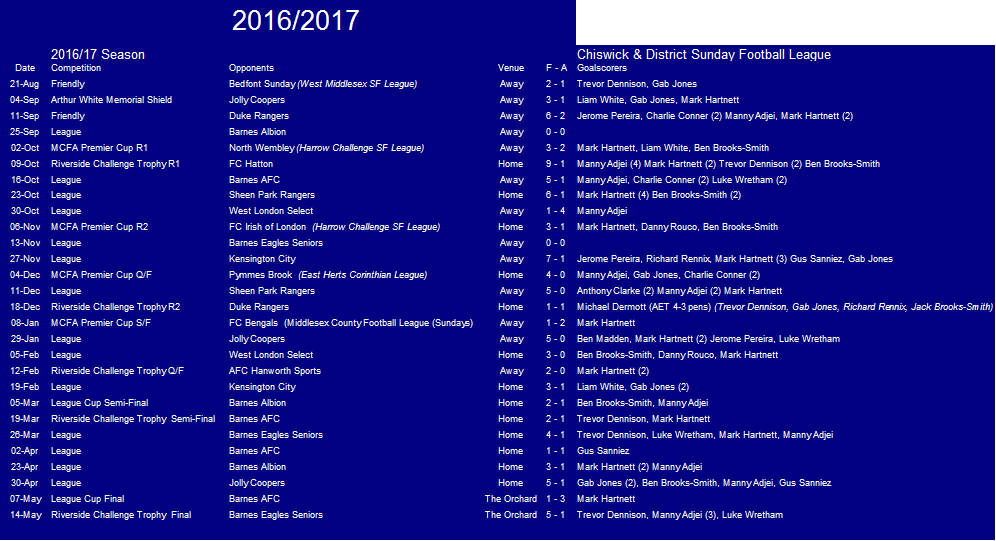 2016/2017
2016/17 Season Chiswick & District Sunday Football League
Date Competition Opponents Venue F - A Goalscorers
21-Aug Friendly Bedfont Sunday (West Middlesex SF League) Away 2 - 1 Trevor Dennison, Gab Jones
04-Sep Arthur White Memorial Shield Jolly Coopers Away 3 - 1 Liam White, Gab Jones, Mark Hartnett
11-Sep Friendly Duke Rangers Away 6 - 2 Jerome Pereira, Charlie Conner (2) Manny Adjei, Mark Hartnett (2)
25-Sep League Barnes Albion Away 0 - 0
02-Oct MCFA Premier Cup R1 North Wembley (Harrow Challenge SF League) Away 3 - 2 Mark Hartnett, Liam White, Ben Brooks-Smith
09-Oct Riverside Challenge Trophy R1 FC Hatton Home 9 - 1 Manny Adjei (4) Mark Hartnett (2) Trevor Dennison (2) Ben Brooks-Smith
16-Oct League Barnes AFC Away 5 - 1 Manny Adjei, Charlie Conner (2) Luke Wretham (2)
23-Oct League Sheen Park Rangers Home 6 - 1 Mark Hartnett (4) Ben Brooks-Smith (2)
30-Oct League West London Select Away 1 - 4 Manny Adjei
06-Nov MCFA Premier Cup R2 FC Irish of London (Harrow Challenge SF League) Home 3 - 1 Mark Hartnett, Danny Rouco, Ben Brooks-Smith
13-Nov League Barnes Eagles Seniors Away 0 - 0
27-Nov League Kensington City Away 7 - 1 Jerome Pereira, Richard Rennix, Mark Hartnett (3) Gus Sanniez, Gab Jones
04-Dec MCFA Premier Cup Q/F Pymmes Brook (East Herts Corinthian League) Home 4 - 0 Manny Adjei, Gab Jones, Charlie Conner (2)
11-Dec League Sheen Park Rangers Away 5 - 0 Anthony Clarke (2) Manny Adjei (2) Mark Hartnett
18-Dec Riverside Challenge Trophy R2 Duke Rangers Home 1 - 1 Michael Dermott (AET 4-3 pens) (Trevor Dennison, Gab Jones, Richard Rennix, Jack Brooks-Smith)
08-Jan MCFA Premier Cup S/F FC Bengals (Middlesex County Football League (Sundays) Away 1 - 2 Mark Hartnett
29-Jan League Jolly Coopers Away 5 - 0 Ben Madden, Mark Hartnett (2) Jerome Pereira, Luke Wretham
05-Feb League West London Select Home 3 - 0 Ben Brooks-Smith, Danny Rouco, Mark Hartnett
12-Feb Riverside Challenge Trophy Q/F AFC Hanworth Sports Away 2 - 0 Mark Hartnett (2)
19-Feb League Kensington City Home 3 - 1 Liam White, Gab Jones (2)
05-Mar League Cup Semi-Final Barnes Albion Home 2 - 1 Ben Brooks-Smith, Manny Adjei
19-Mar Riverside Challenge Trophy Semi-Final Barnes AFC Home 2 - 1 Trevor Dennison, Mark Hartnett
26-Mar League Barnes Eagles Seniors Home 4 - 1 Trevor Dennison, Luke Wretham, Mark Hartnett, Manny Adjei
02-Apr League Barnes AFC Home 1 - 1 Gus Sanniez
23-Apr League Barnes Albion Home 3 - 1 Mark Hartnett (2) Manny Adjei
30-Apr League Jolly Coopers Home 5 - 1 Gab Jones (2), Ben Brooks-Smith, Manny Adjei, Gus Sanniez
07-May League Cup Final Barnes AFC The Orchard 1 - 3 Mark Hartnett
14-May Riverside Challenge Trophy Final Barnes Eagles Seniors The Orchard 5 - 1 Trevor Dennison, Manny Adjei (3), Luke Wretham